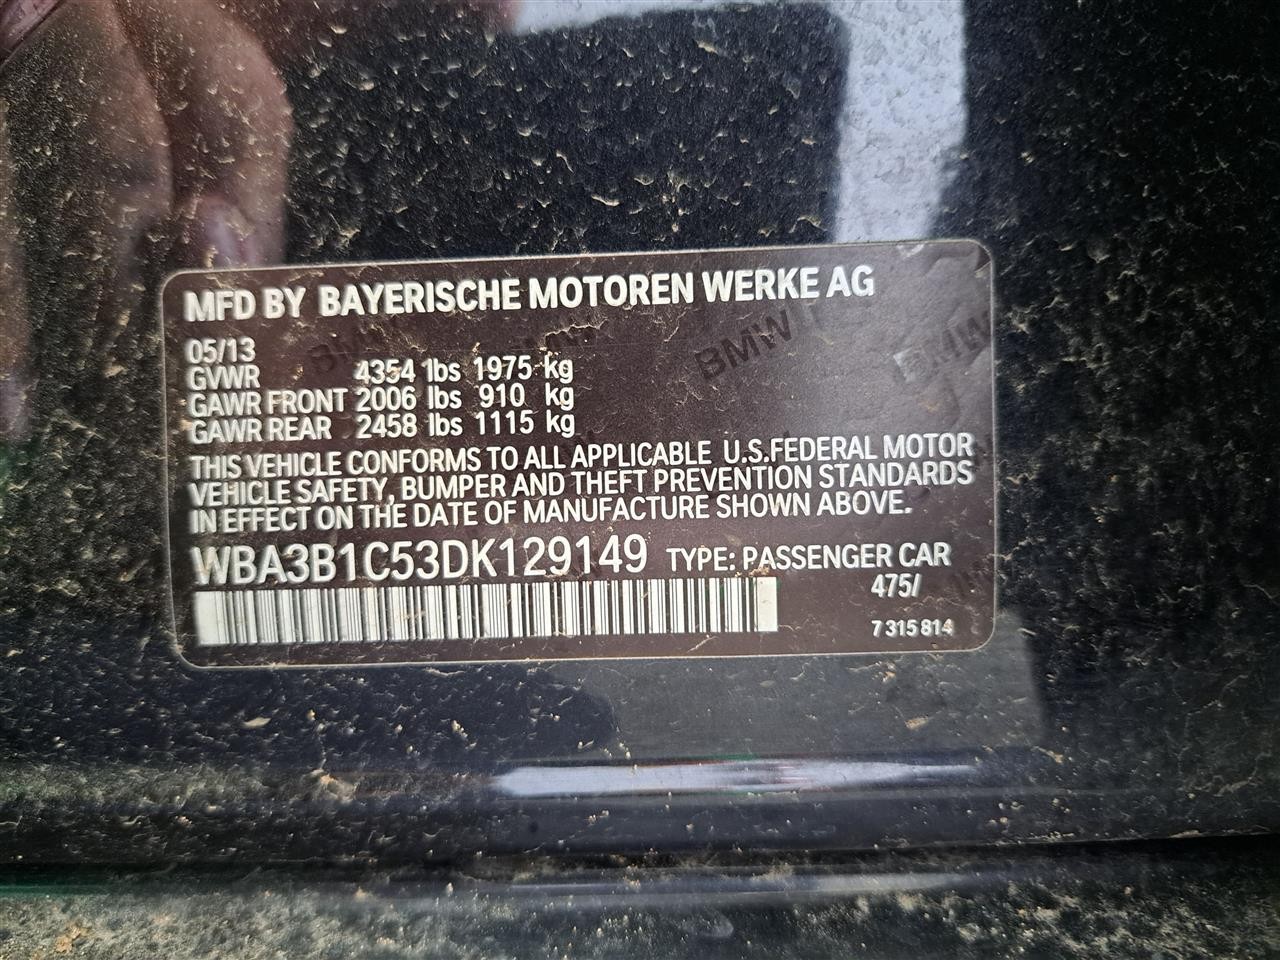 MFD BY BAYERISCHE MOTOREN WERKE AG
05/13
GVWR 4354 lbs 1975 kg
GAWR FRONT 2006 lbs 910 kg
GAWR REAR 2458 lbs 1115 kg
THIS VEHICLE CONFORMS TO ALL APPLICABLE U.S.FEDERAL MOTOR
VEHICLE SAFETY, BUMPER AND THEFT PREVENTION STANDARDS
IN EFFECT ON THE DATE OF MANUFACTURE SHOWN ABOVE.
WBA3B1C53DK129149 TYPE: PASSENGER CAR
475/
7 315 814
BMW
BMW
BMW